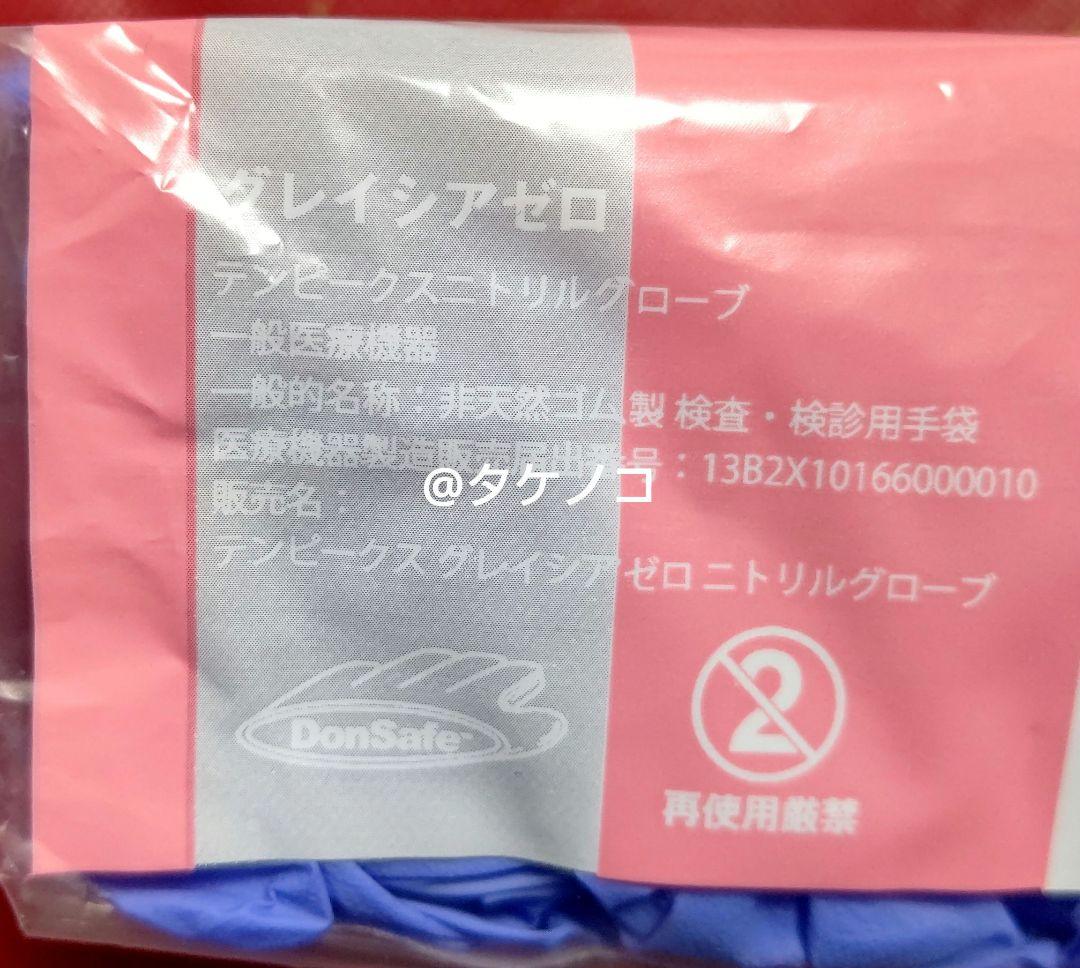 グレイシアゼロ
テンピークスニトリルグローブ
一般医療機器
一般的名称：非天然ゴム製 検査・検診用手袋
医療機器製造販売届出番号：13B2X10166000010
販売名：
@タケノコ
テンピークス グレイシアゼロ ニトリルグローブ
DonSafe™
2
再使用厳禁